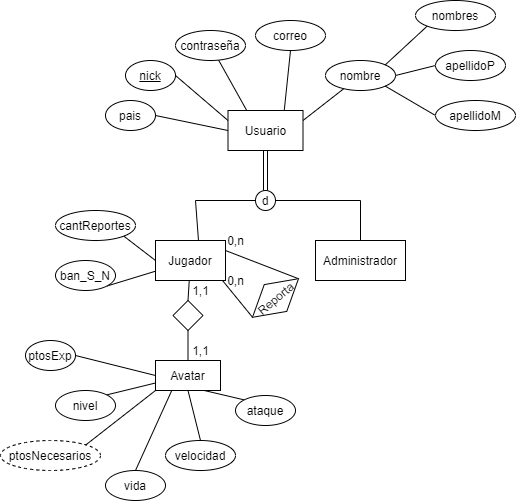 nombres
correo
contraseña
apellidoP
nick
nombre
pais
apellidoM
Usuario
d
cantReportes
0,n
Jugador
Administrador
ban_S_N
0,n
1,1
Reporta
1,1
ptosExp
Avatar
nivel
ataque
ptosNecesarios
velocidad
vida